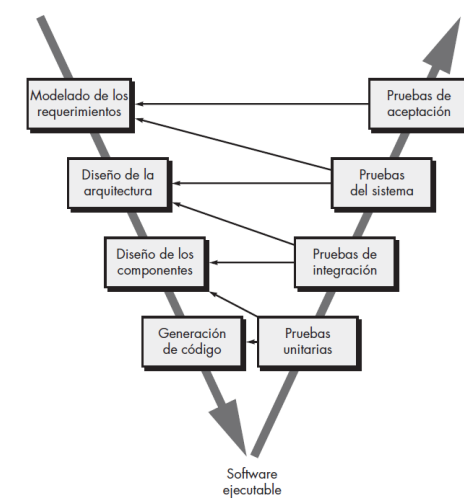 Modelado de los
requerimientos
Pruebas de
aceptación
Diseño de la
arquitectura
Pruebas
del sistema
Diseño de los
componentes
Pruebas de
integración
Generación
de código
Pruebas
unitarias
Software
ejecutable